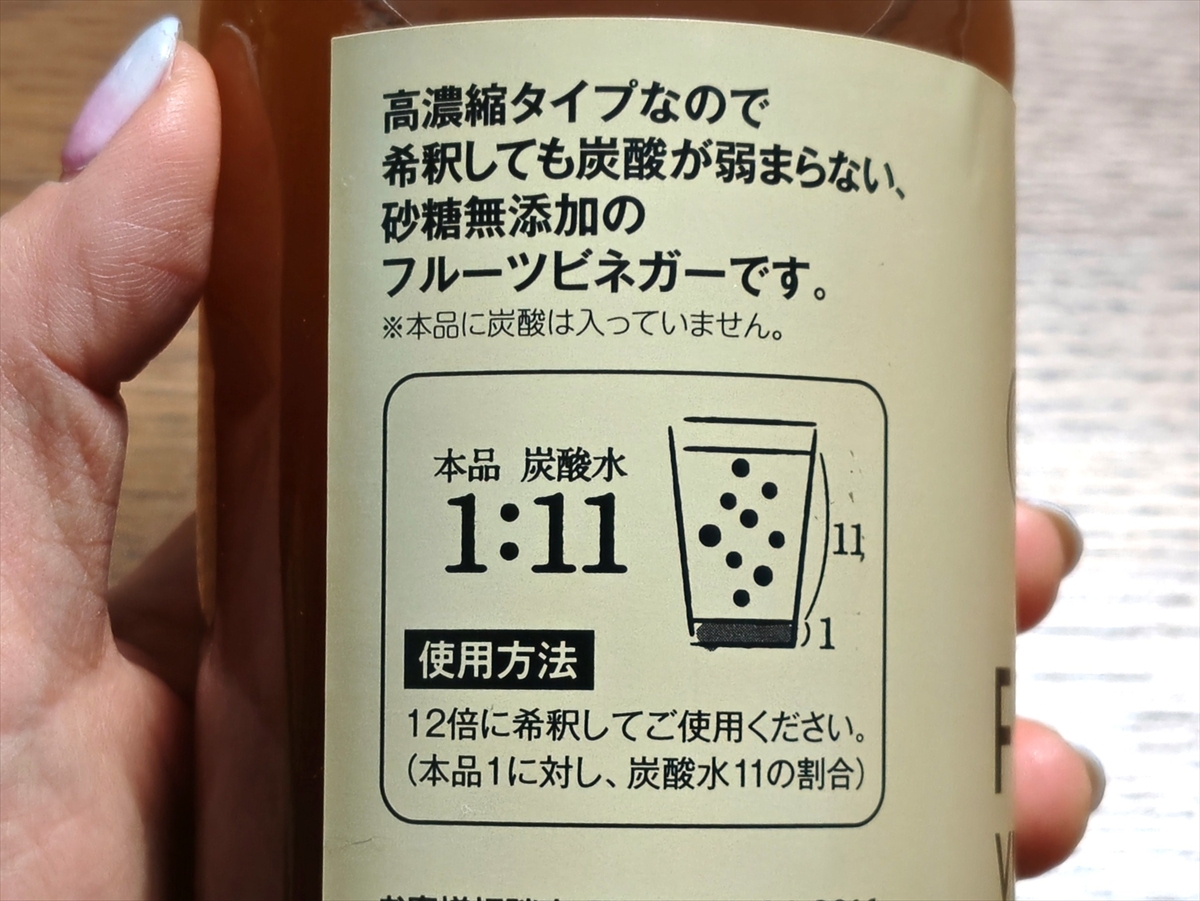 高濃縮タイプなので
希釈しても炭酸が弱まらない、
砂糖無添加の
フルーツビネガーです。
※本品に炭酸は入っていません。
本品 炭酸水
1:11
11
1
使用方法
12倍に希釈してご使用ください。
(本品1に対し、炭酸水11の割合)